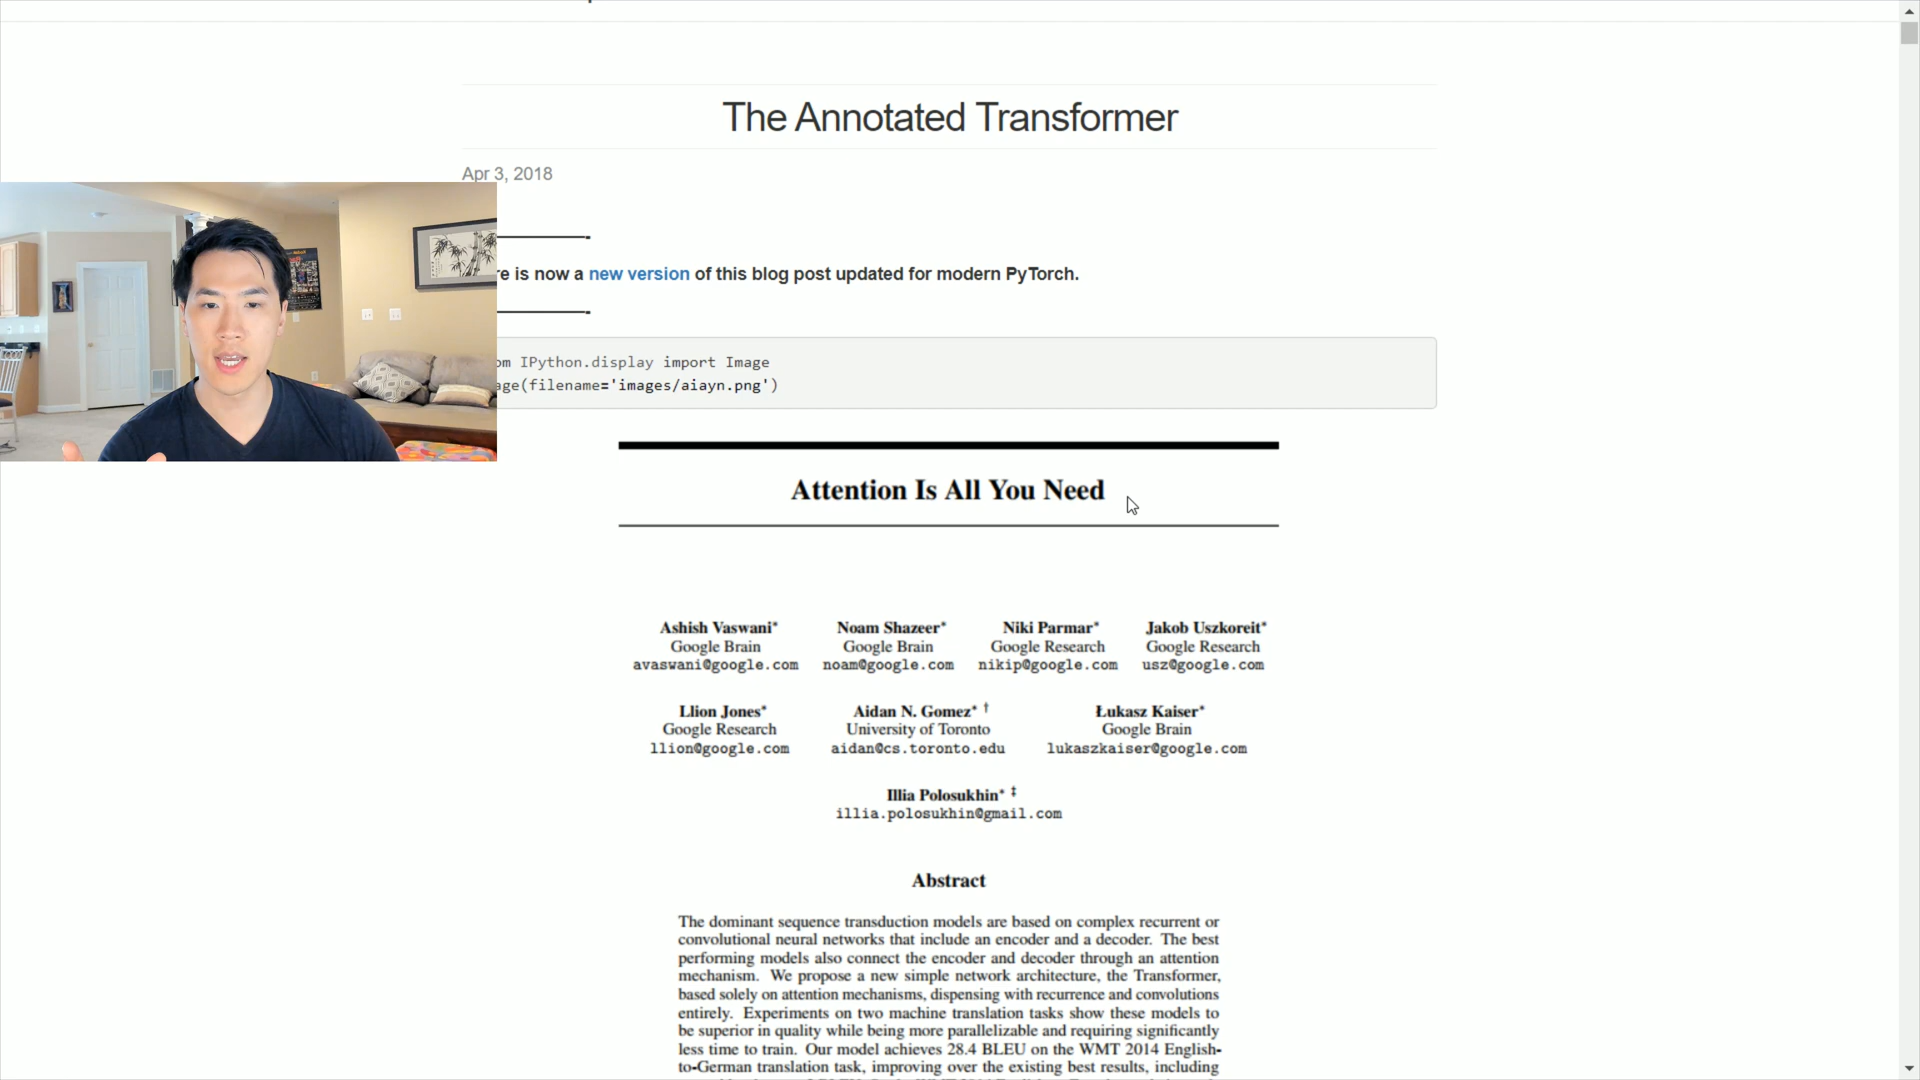 The Annotated Transformer
Apr 3, 2018
is now a new version of this blog post updated for modern PyTorch.
IPython.display import Image
(filename='images/aiayn.png')
Attention Is All You Need
Ashish Vaswani* Noam Shazeer* Niki Parmar* Jakob Uszkoreit*
Google Brain Google Brain Google Research Google Research
avaswani@google.com noam@google.com nikip@google.com usz@google.com
Llion Jones* Aidan N. Gomez* † Łukasz Kaiser*
Google Research University of Toronto Google Brain
llion@google.com aidan@cs.toronto.edu lukaszkaiser@google.com
Illia Polosukhin* ‡
illia.polosukhin@gmail.com
Abstract
The dominant sequence transduction models are based on complex recurrent or
convolutional neural networks that include an encoder and a decoder. The best
performing models also connect the encoder and decoder through an attention
mechanism. We propose a new simple network architecture, the Transformer,
based solely on attention mechanisms, dispensing with recurrence and convolutions
entirely. Experiments on two machine translation tasks show these models to
be superior in quality while being more parallelizable and requiring significantly
less time to train. Our model achieves 28.4 BLEU on the WMT 2014 English-
to-German translation task, improving over the existing best results, including